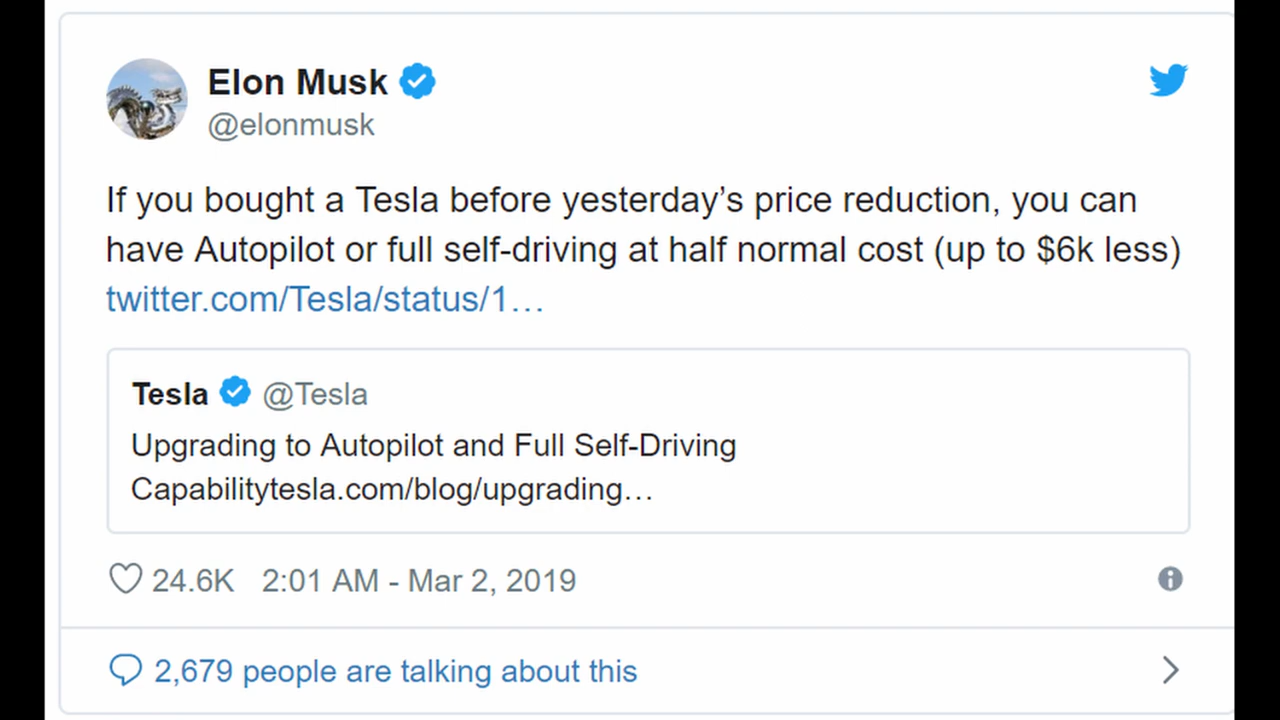 Elon Musk
@elonmusk
If you bought a Tesla before yesterday’s price reduction, you can
have Autopilot or full self-driving at half normal cost (up to $6k less)
twitter.com/Tesla/status/1…
Tesla @Tesla
Upgrading to Autopilot and Full Self-Driving
Capabilitytesla.com/blog/upgrading…
24.6K 2:01 AM - Mar 2, 2019
2,679 people are talking about this